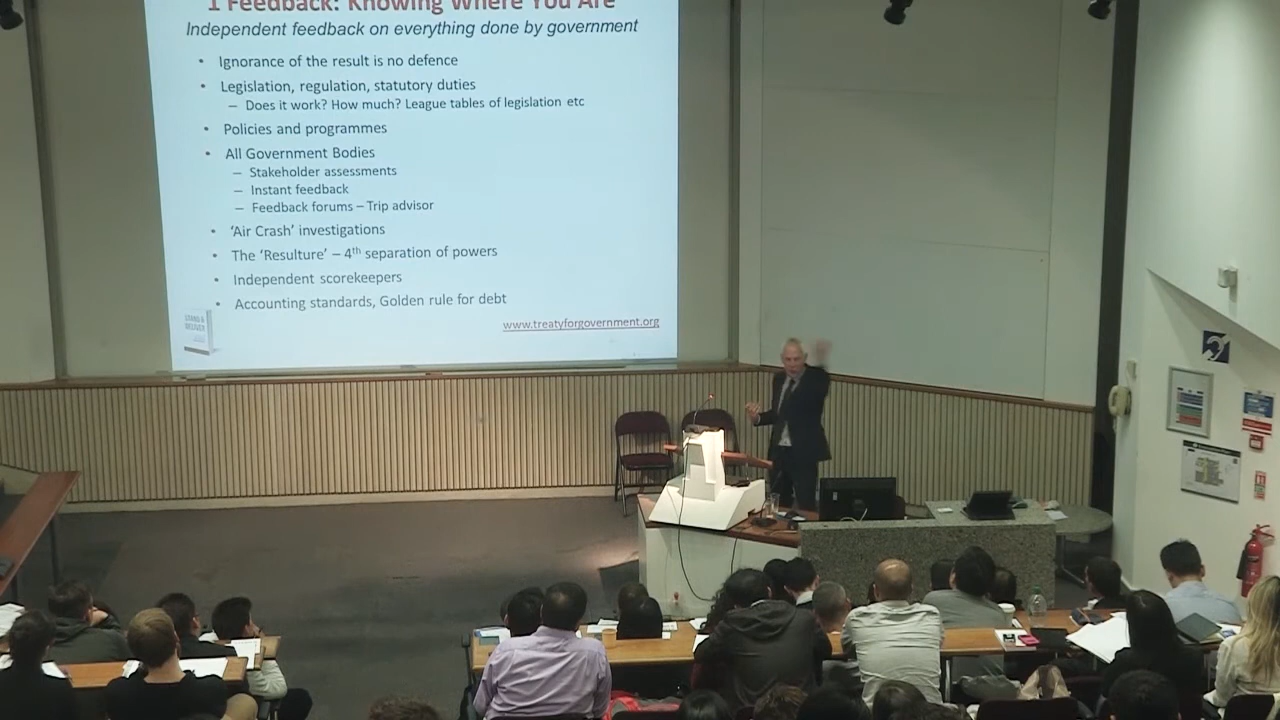 1 Feedback: Knowing Where You Are
Independent feedback on everything done by government
• Ignorance of the result is no defence
• Legislation, regulation, statutory duties
– Does it work? How much? League tables of legislation etc
• Policies and programmes
• All Government Bodies
– Stakeholder assessments
– Instant feedback
– Feedback forums – Trip advisor
• 'Air Crash' investigations
• The 'Resulture' – 4th separation of powers
• Independent scorekeepers
• Accounting standards, Golden rule for debt
STAND &
DELIVER
www.treatyforgovernment.org